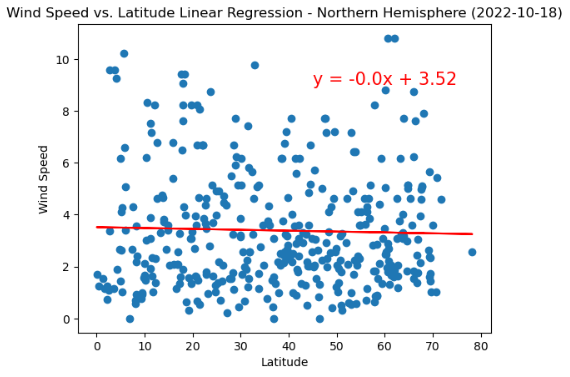 Wind Speed vs. Latitude Linear Regression - Northern Hemisphere (2022-10-18)
10
y = -0.0x + 3.52
8
6
Wind Speed
4
2
0
0 10 20 30 40 50 60 70 80
Latitude